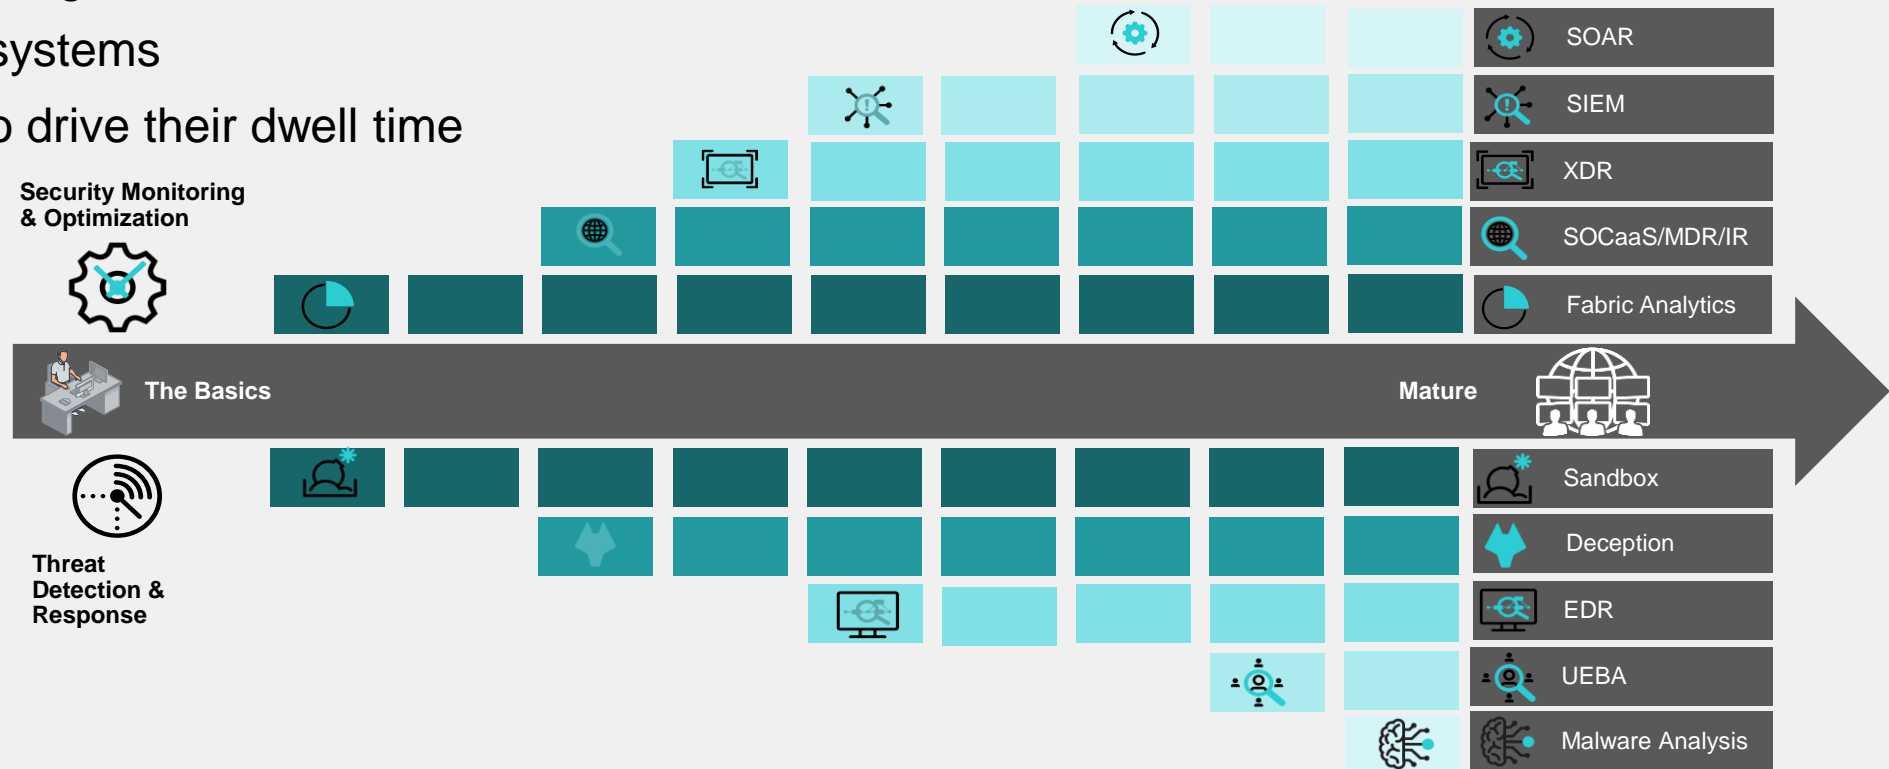 systems
drive their dwell time
Security Monitoring
& Optimization
SOAR
SIEM
XDR
SOCaaS/MDR/IR
Fabric Analytics
The Basics
Mature
Threat
Detection &
Response
Sandbox
Deception
EDR
UEBA
Malware Analysis